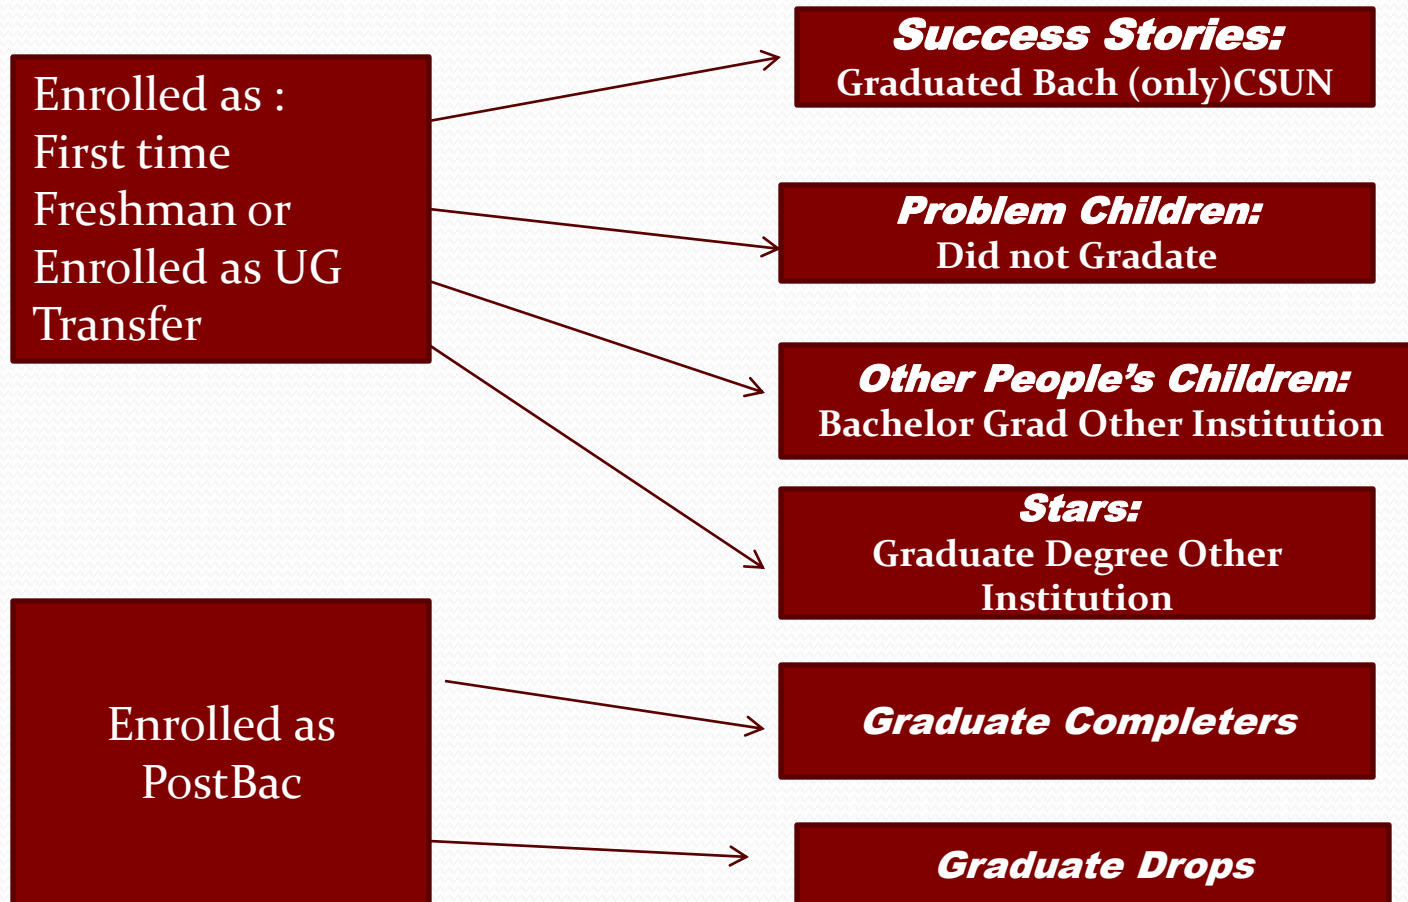 Enrolled as :
First time
Freshman or
Enrolled as UG
Transfer
Success Stories:
Graduated Bach (only)CSUN
Problem Children:
Did not Gradate
Other People’s Children:
Bachelor Grad Other Institution
Stars:
Graduate Degree Other
Institution
Enrolled as
PostBac
Graduate Completers
Graduate Drops